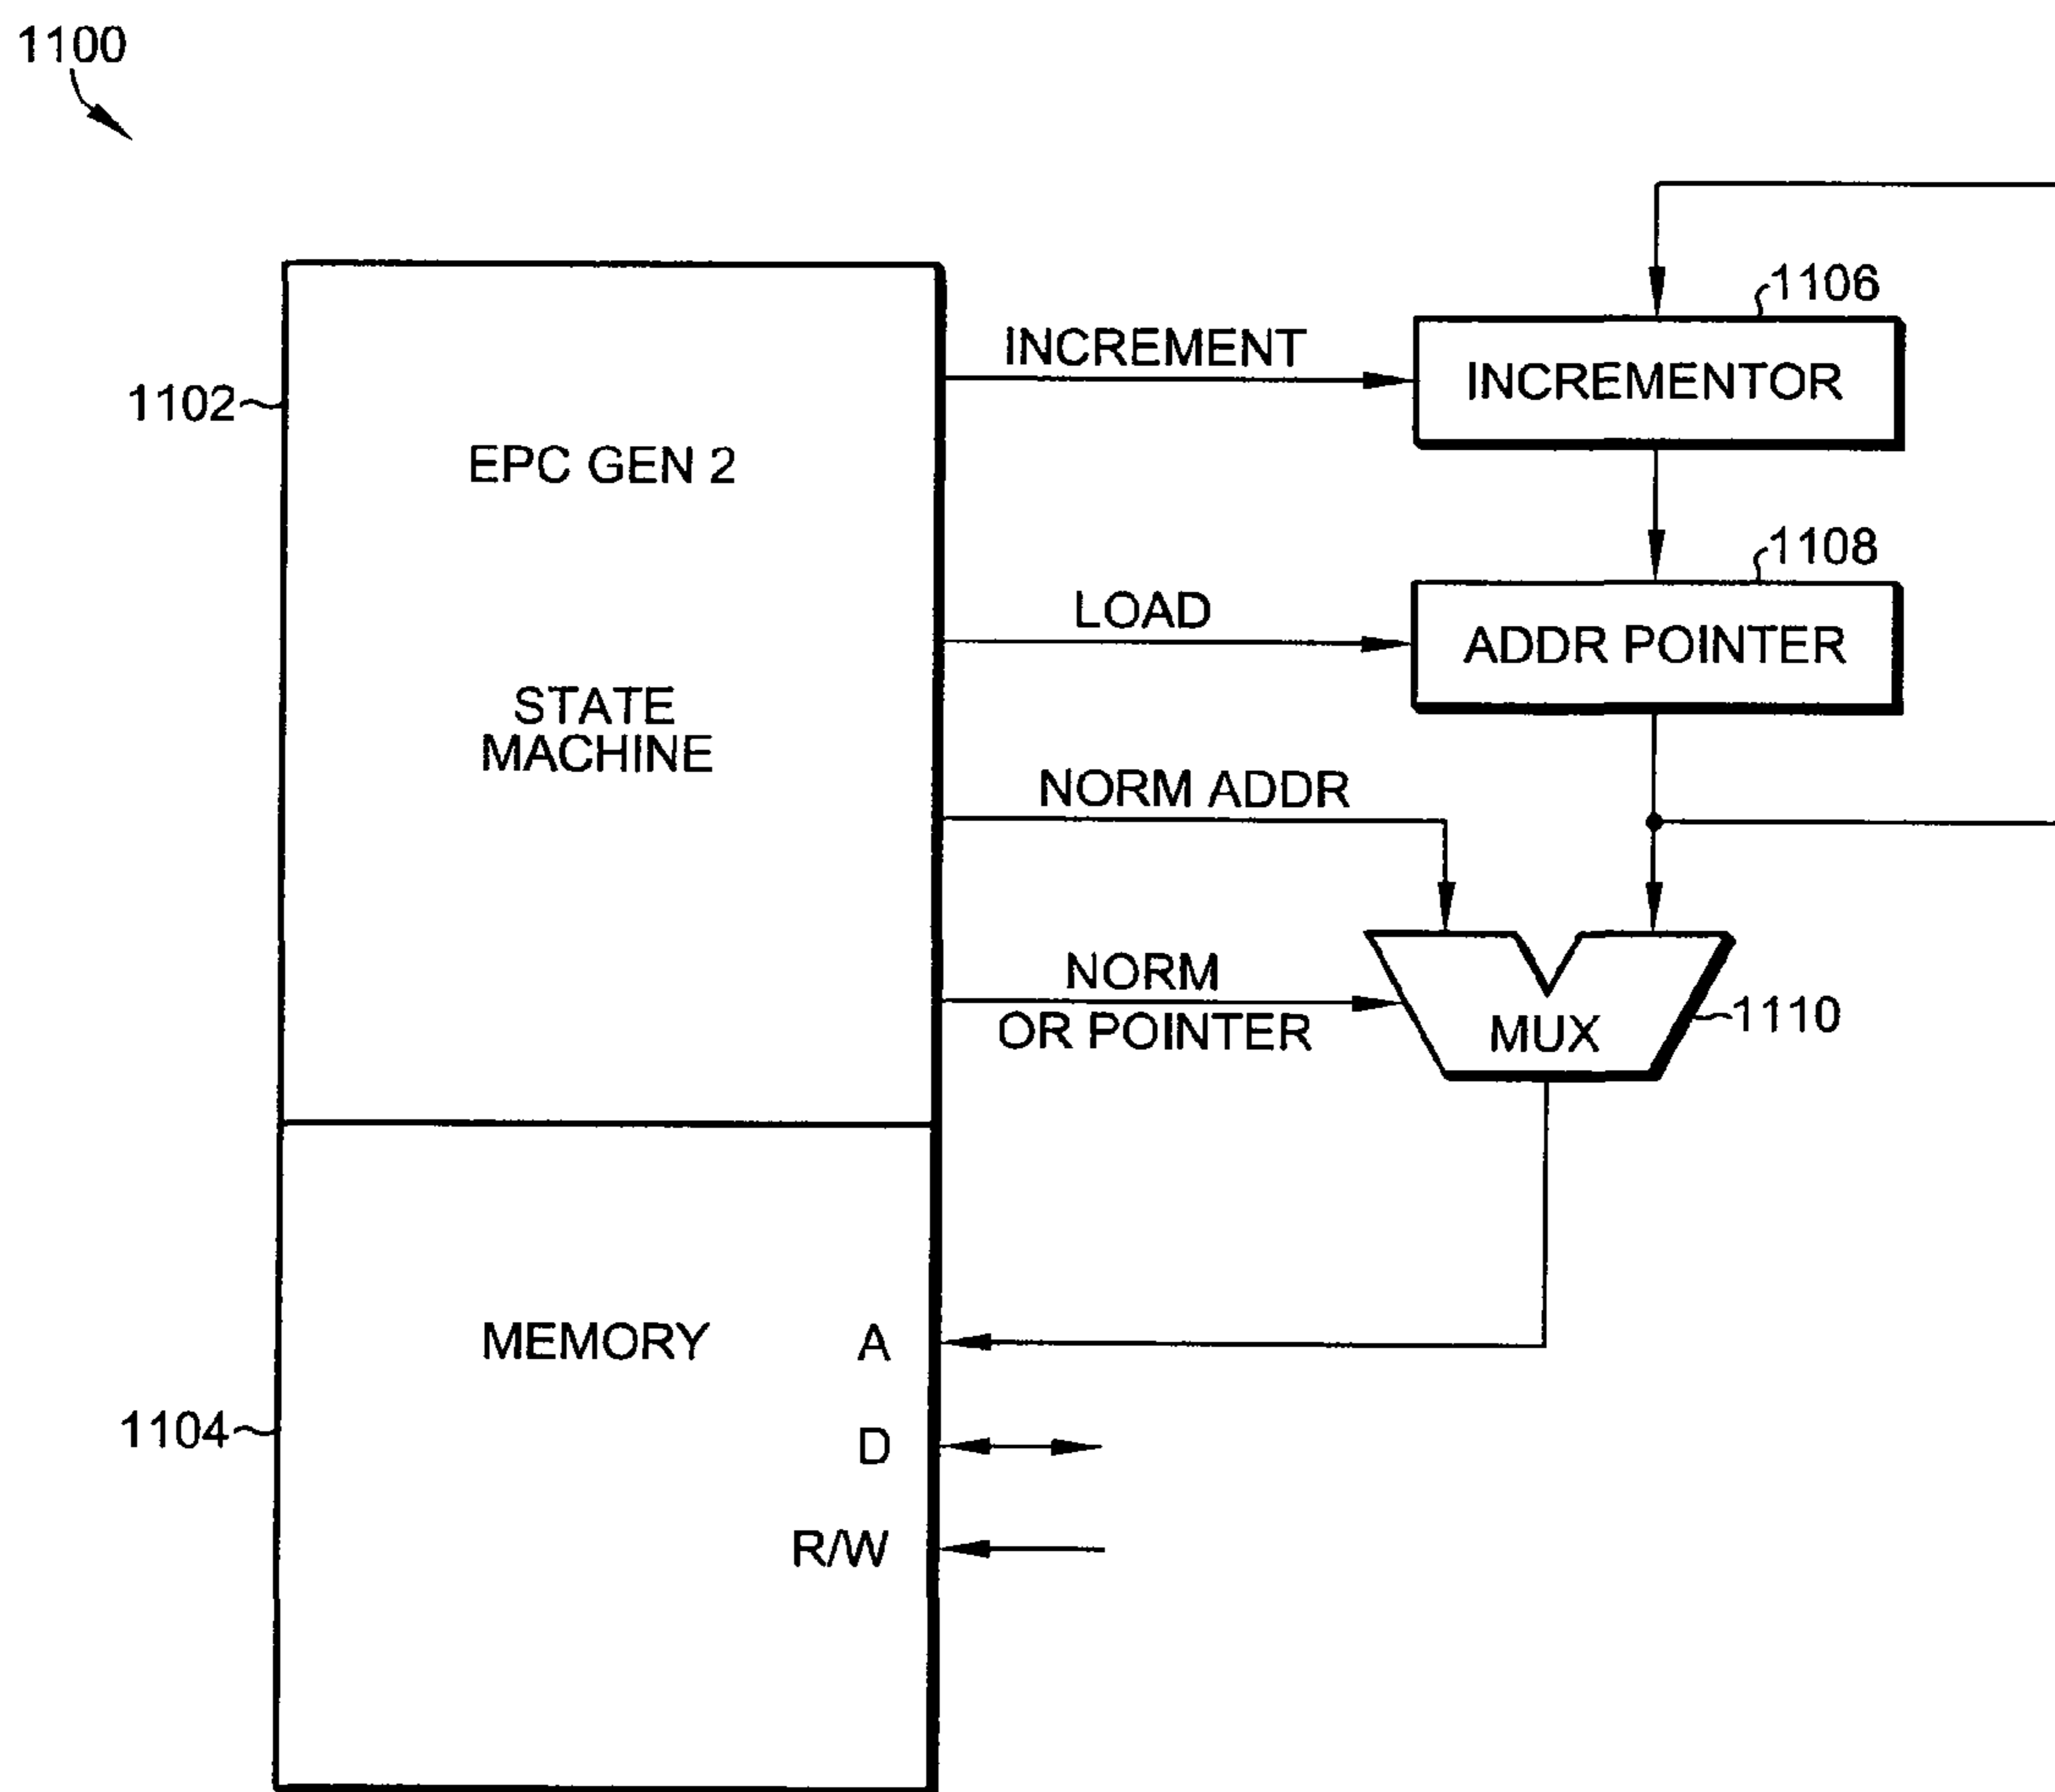 1100
1106
INCREMENT
INCREMENTOR
1102
EPC GEN 2
1108
LOAD
ADDR POINTER
STATE
MACHINE
NORM ADDR
NORM
OR POINTER
MUX
1110
MEMORY
A
1104
D
R/W